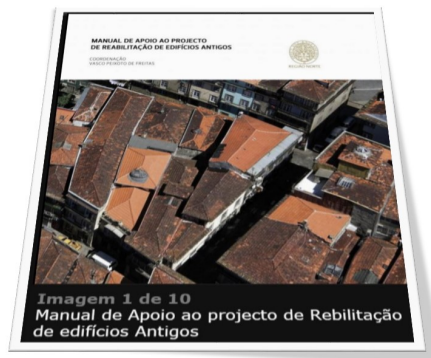 MANUAL DE APOIO AO PROJECTO
DE REABILITAÇÃO DE EDIFÍCIOS ANTIGOS
COORDENAÇÃO
VASCO PEIXOTO DE FREITAS
Imagem 1 de 10
Manual de Apoio ao projecto de Rebilitação
de edifícios Antigos